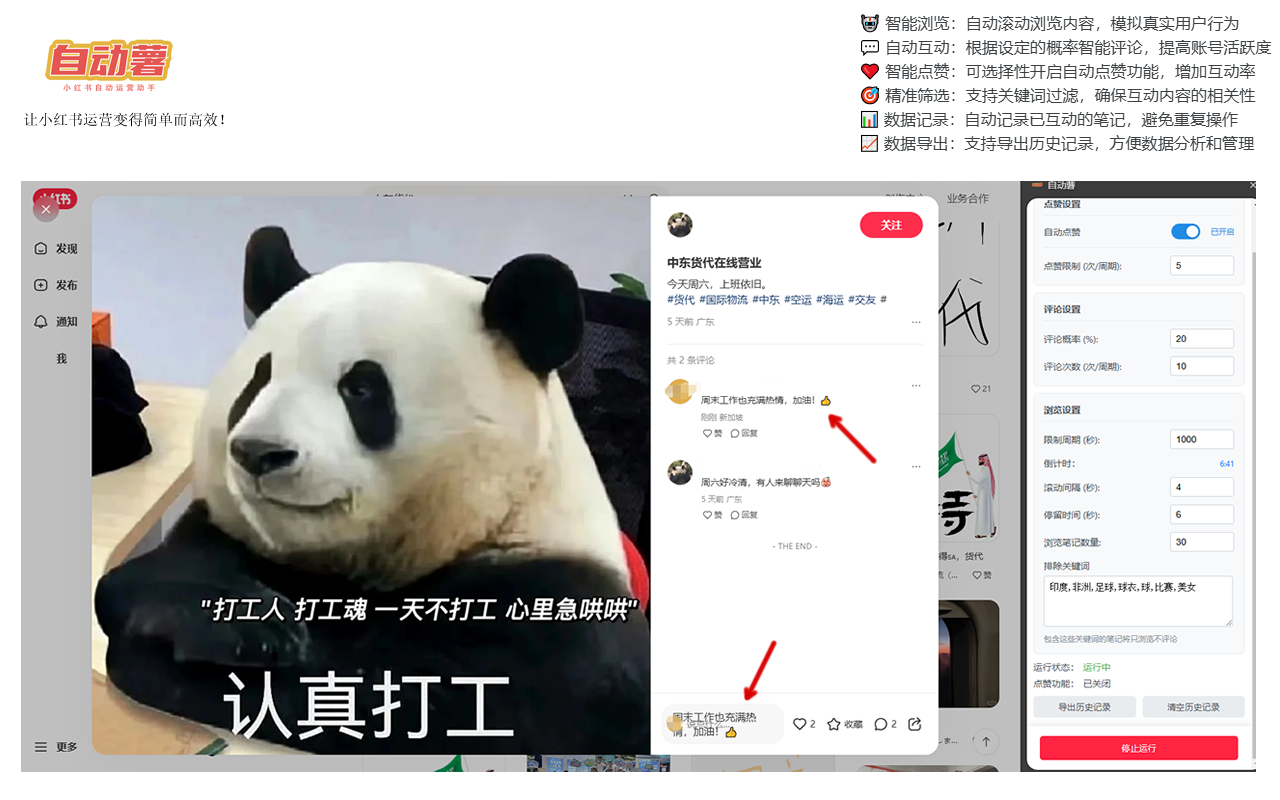 自动薯
小红书自动运营助手
让小红书运营变得简单而高效！
智能浏览：自动滚动浏览内容，模拟真实用户行为
自动互动：根据设定的概率智能评论，提高账号活跃度
智能点赞：可选择性开启自动点赞功能，增加互动率
精准筛选：支持关键词过滤，确保互动内容的相关性
数据记录：自动记录已互动的笔记，避免重复操作
数据导出：支持导出历史记录，方便数据分析和管理
发现
发布
通知
我
更多
业务合作
"打工人 打工魂 一天不打工 心里急哄哄"
认真打工
关注
中东货代在线营业
今天周六，上班依旧。
#货代 #国际物流 #中东 #空运 #海运 #交友 #
5 天前 广东
共 2 条评论
周末工作也充满热情，加油！👍
刚刚 新加坡
赞 回复
周六好冷清，有人来聊聊天吗
5 天前 广东
赞 回复
- THE END -
周末工作也充满热
情，加油！👍
2 收藏 2
21
赞
自动薯
点赞设置
自动点赞 已开启
点赞限制 (次/周期): 5
评论设置
评论概率 (%): 20
评论次数 (次/周期): 10
浏览设置
限制周期 (秒): 1000
倒计时: 6:41
滚动间隔 (秒): 4
停留时间 (秒): 6
浏览笔记数量: 30
排除关键词
印度,非洲,足球,球衣,球,比赛,美女
包含这些关键词的笔记将只浏览不评论
运行状态: 运行中
点赞功能: 已关闭
导出历史记录 清空历史记录
停止运行